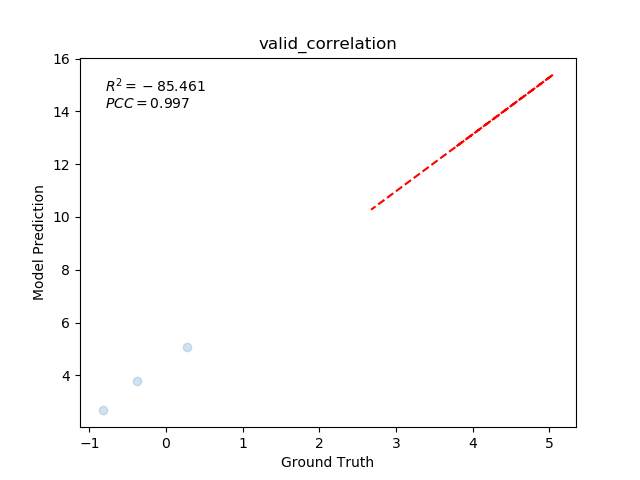 valid_correlation
R² = −85.461
PCC = 0.997
16
14
12
10
8
6
4
Model Prediction
−1
0
1
2
3
4
5
Ground Truth